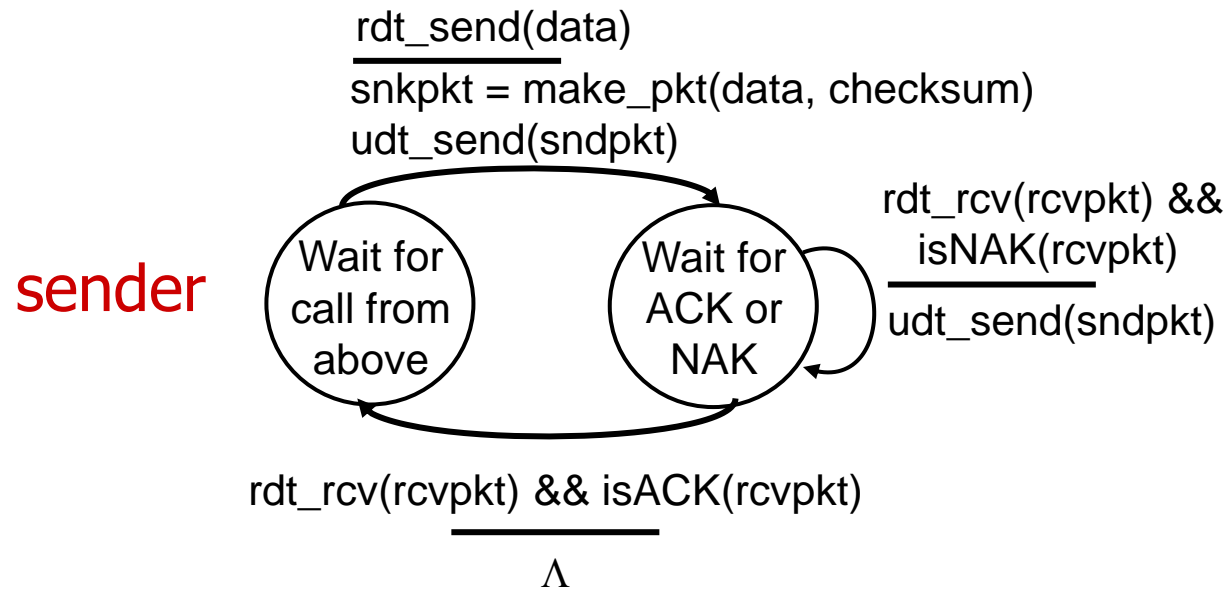 rdt_send(data)
snkpkt = make_pkt(data, checksum)
udt_send(sndpkt)
sender
Wait for
call from
above
Wait for
ACK or
NAK
rdt_rcv(rcvpkt) &&
isNAK(rcvpkt)
udt_send(sndpkt)
rdt_rcv(rcvpkt) && isACK(rcvpkt)
Λ